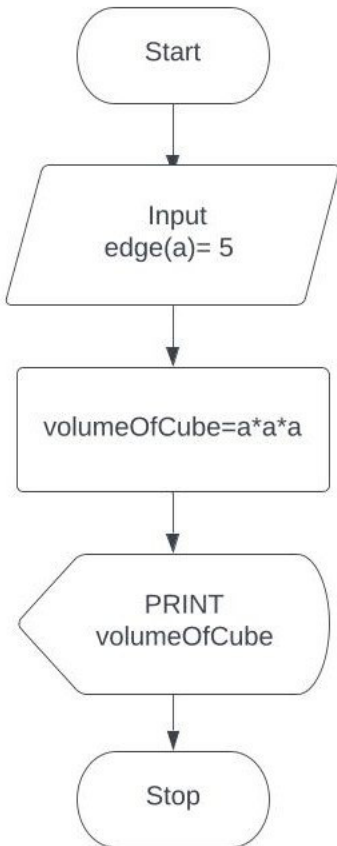 Start
Input
edge(a)= 5
volumeOfCube=a*a*a
PRINT
volumeOfCube
Stop